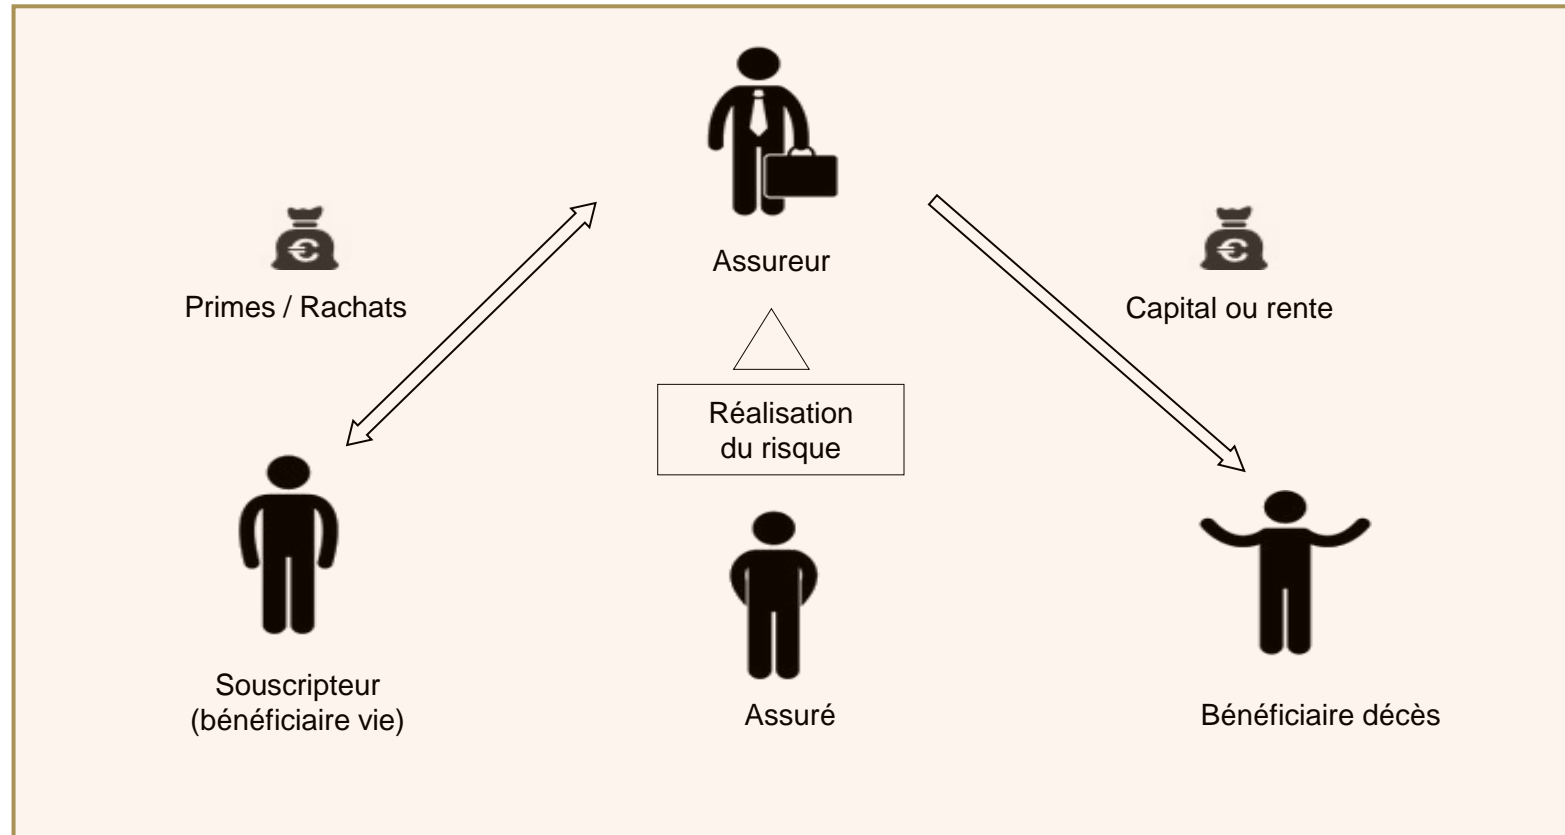 Assureur
€
Primes / Rachats
€
Capital ou rente
Réalisation
du risque
Souscripteur
(bénéficiaire vie)
Assuré
Bénéficiaire décès